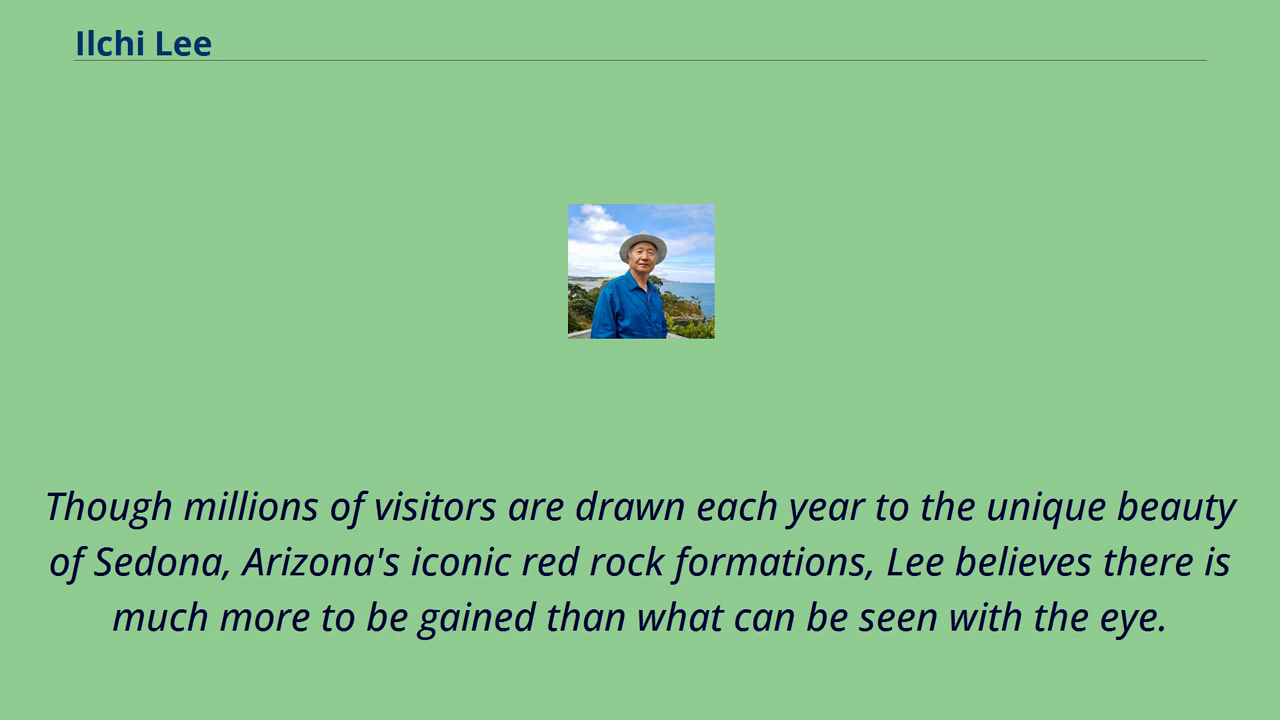 Ilchi Lee
Though millions of visitors are drawn each year to the unique beauty
of Sedona, Arizona's iconic red rock formations, Lee believes there is
much more to be gained than what can be seen with the eye.